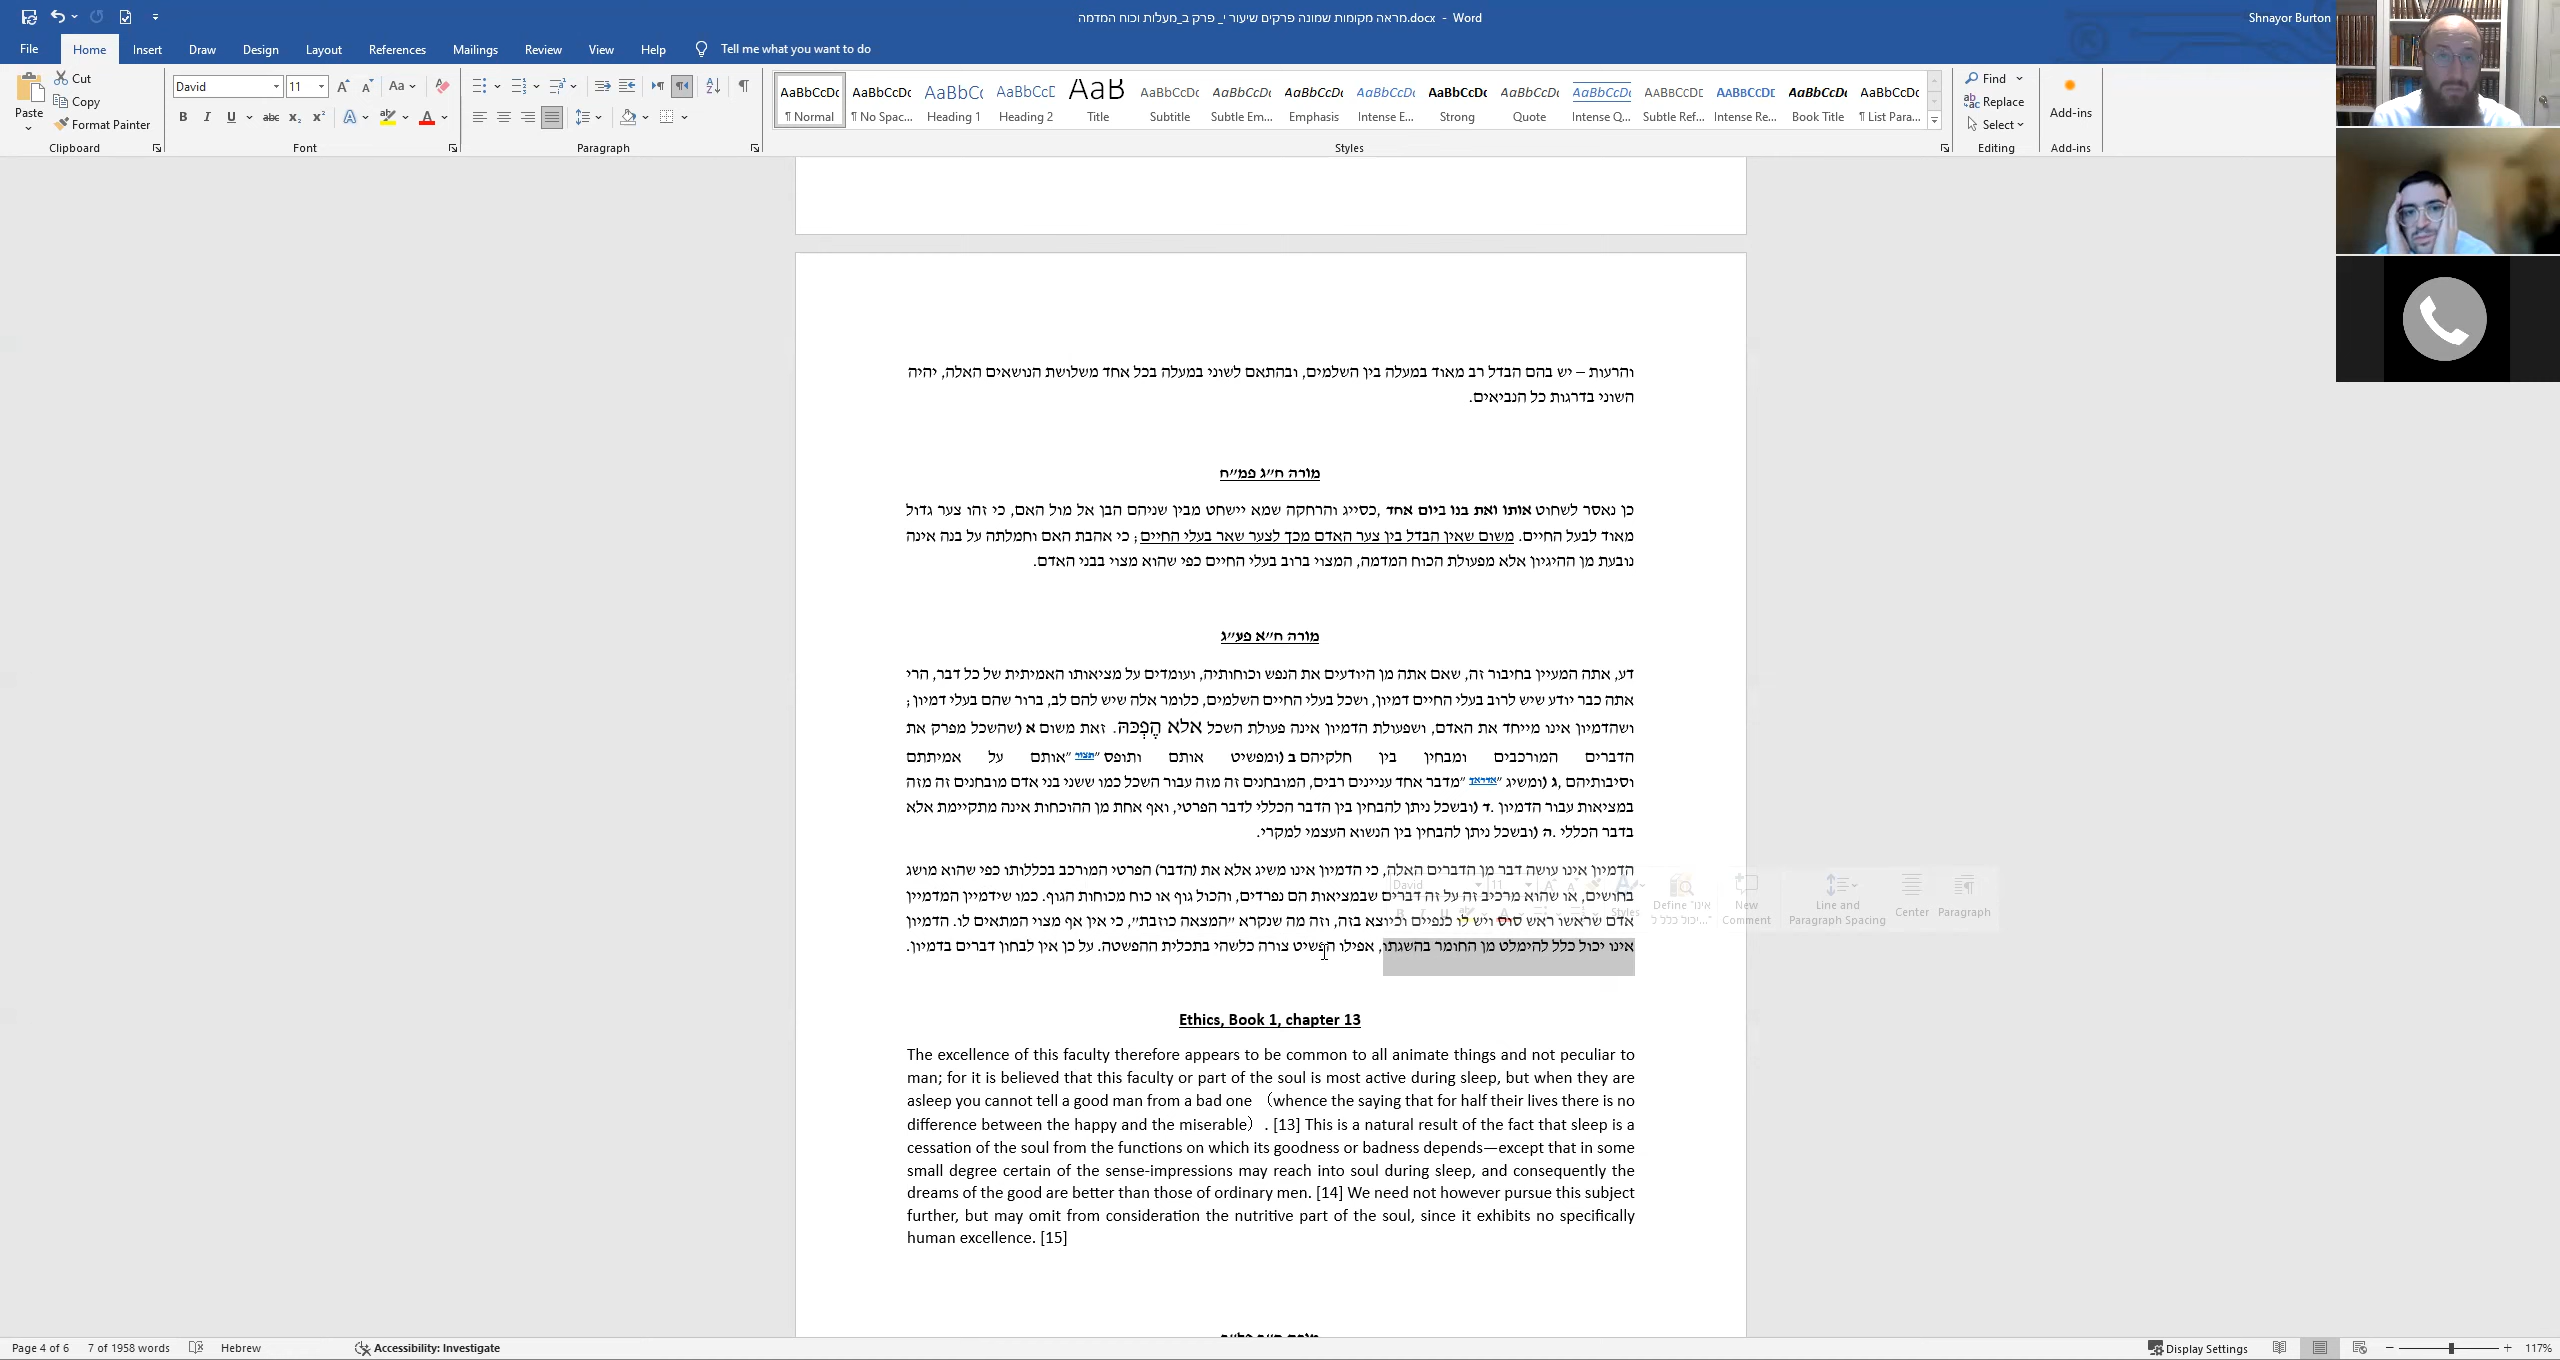 מראה מקומות שמונה פרקים שיעור י_ פרק ב_מעלות וכוח המדמה.docx - Word
Shnayor Burton
File Home Insert Draw Design Layout References Mailings Review View Help Tell me what you want to do
Paste
Cut
Copy
Format Painter
Clipboard
David 11
Font
Paragraph
AaBbCcDc AaBbCcDc AaBbCc AaBbCcD AaB AaBbCcDc AaBbCcDc AaBbCcDc AaBbCcDc AaBbCcDc AaBbCcDc AaBbCcDc AABBCCDE AABBCCDE AaBbCcDc AaBbCcDc
¶ Normal ¶ No Spac... Heading 1 Heading 2 Title Subtitle Subtle Em... Emphasis Intense E... Strong Quote Intense Q... Subtle Ref... Intense Re... Book Title ¶ List Para...
Styles
Find
Replace
Select
Editing
Add-ins
Add-ins
והרעות – יש בהם הבדל רב מאוד במעלה בין השלמים, ובהתאם לשוני במעלה בכל אחד משלושת הנושאים האלה, יהיה
השוני בדרגות כל הנביאים.
מורה ח״ג פמ״ח
כן נאסר לשחוט אותו ואת בנו ביום אחד ,כסייג והרחקה שמא יישחט מבין שניהם הבן אל מול האם, כי זהו צער גדול
מאוד לבעל החיים. משום שאין הבדל בין צער האדם מכך לצער שאר בעלי החיים; כי אהבת האם וחמלתה על בנה אינה
נובעת מן ההיגיון אלא מפעולת הכוח המדמה, המצוי ברוב בעלי החיים כפי שהוא מצוי בבני האדם.
מורה ח״א פע״ג
דע, אתה המעיין בחיבור זה, שאם אתה מן היודעים את הנפש וכוחותיה, ועומדים על מציאותו האמיתית של כל דבר, הרי
אתה כבר יודע שיש לרוב בעלי החיים דמיון, ושכל בעלי החיים השלמים, כלומר אלה שיש להם לב, ברור שהם בעלי דמיון;
ושהדמיון אינו מייחד את האדם, ושפעולת הדמיון אינה פעולת השכל אלא הֶפְכּהּ. זאת משום א (שהשכל מפרק את
הדברים המורכבים ומבחין בין חלקיהם ב (ומפשיט אותם ותופס "תצור" אותם על אמיתתם
וסיבותיהם ,ג (ומשיג "אדראך" מדבר אחד עניינים רבים, המובחנים זה מזה עבור השכל כמו ששני בני אדם מובחנים זה מזה
במציאות עבור הדמיון .ד (ובשכל ניתן להבחין בין הדבר הכללי לדבר הפרטי, ואף אחת מן ההוכחות אינה מתקיימת אלא
בדבר הכללי .ה (ובשכל ניתן להבחין בין הנשוא העצמי למקרי.
הדמיון אינו עושה דבר מן הדברים האלה, כי הדמיון אינו משיג אלא את (הדבר) הפרטי המורכב בכללותו כפי שהוא מושג
בחושים, או שהוא מרכיב זה על זה דברים שבמציאות הם נפרדים, והכול גוף או כוח מכוחות הגוף. כמו שידמיין המדמיין
אדם שראשו ראש סוס ויש לו כנפיים וכיוצא בזה, וזה מה שנקרא "המצאה כוזבת", כי אין אף מצוי המתאים לו. הדמיון
אינו יכול כלל להימלט מן החומר בהשגתו, אפילו הפשיט צורה כלשהי בתכלית ההפשטה. על כן אין לבחון דברים בדמיון.
David 11
Styles
Define "אינו יכול כלל ל..."
New Comment
Line and Paragraph Spacing
Center
Paragraph
Ethics, Book 1, chapter 13
The excellence of this faculty therefore appears to be common to all animate things and not peculiar to
man; for it is believed that this faculty or part of the soul is most active during sleep, but when they are
asleep you cannot tell a good man from a bad one （whence the saying that for half their lives there is no
difference between the happy and the miserable）. [13] This is a natural result of the fact that sleep is a
cessation of the soul from the functions on which its goodness or badness depends—except that in some
small degree certain of the sense-impressions may reach into soul during sleep, and consequently the
dreams of the good are better than those of ordinary men. [14] We need not however pursue this subject
further, but may omit from consideration the nutritive part of the soul, since it exhibits no specifically
human excellence. [15]
Page 4 of 6 7 of 1958 words Hebrew Accessibility: Investigate Display Settings 117%